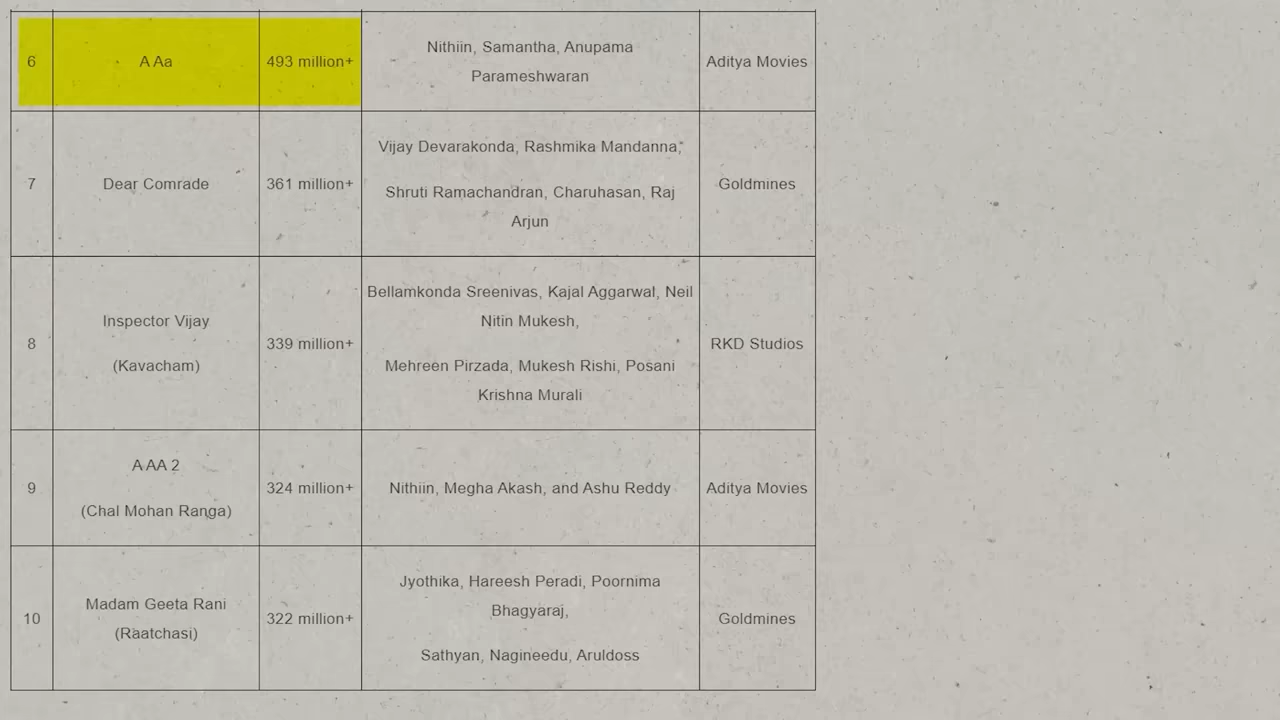 6
A Aa
493 million+
Nithiin, Samantha, Anupama
Parameshwaran
Aditya Movies
7
Dear Comrade
361 million+
Vijay Devarakonda, Rashmika Mandanna,
Shruti Ramachandran, Charuhasan, Raj
Arjun
Goldmines
8
Inspector Vijay
(Kavacham)
339 million+
Bellamkonda Sreenivas, Kajal Aggarwal, Neil
Nitin Mukesh,
Mehreen Pirzada, Mukesh Rishi, Posani
Krishna Murali
RKD Studios
9
A AA 2
(Chal Mohan Ranga)
324 million+
Nithiin, Megha Akash, and Ashu Reddy
Aditya Movies
10
Madam Geeta Rani
(Raatchasi)
322 million+
Jyothika, Hareesh Peradi, Poornima
Bhagyaraj,
Sathyan, Nagineedu, Aruldoss
Goldmines